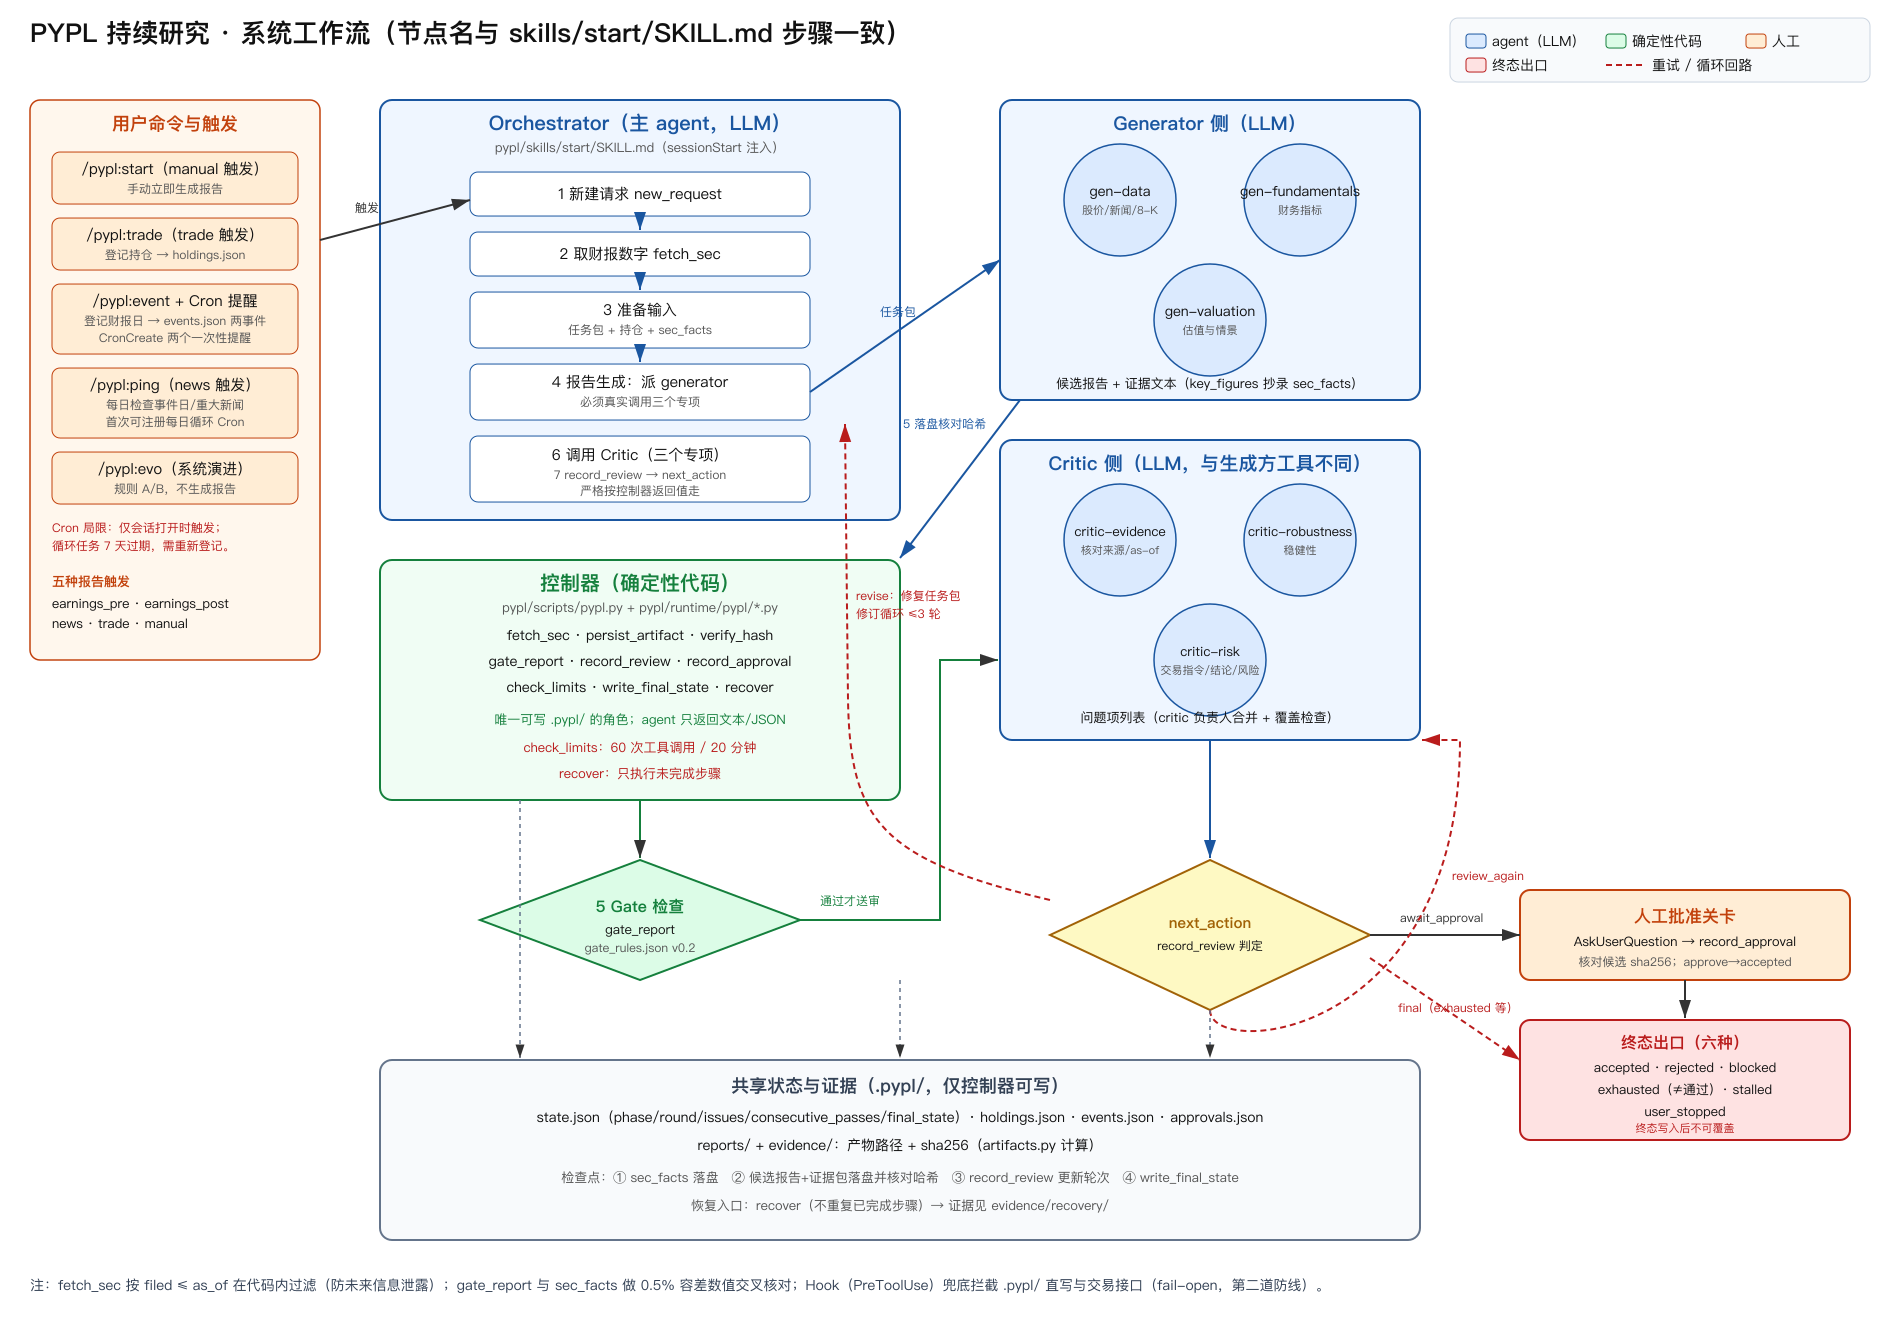 PYPL 持续研究 · 系统工作流（节点名与 skills/start/SKILL.md 步骤一致）
agent（LLM）
确定性代码
人工
终态出口
重试 / 循环回路
用户命令与触发
/pypl:start（manual 触发）
手动立即生成报告
/pypl:trade（trade 触发）
登记持仓 → holdings.json
/pypl:event + Cron 提醒
登记财报日 → events.json 两事件
CronCreate 两个一次性提醒
/pypl:ping（news 触发）
每日检查事件日/重大新闻
首次可注册每日循环 Cron
/pypl:evo（系统演进）
规则 A/B，不生成报告
Cron 局限：仅会话打开时触发；
循环任务 7 天过期，需重新登记。
五种报告触发
earnings_pre · earnings_post
news · trade · manual
触发
Orchestrator（主 agent，LLM）
pypl/skills/start/SKILL.md（sessionStart 注入）
1 新建请求 new_request
2 取财报数字 fetch_sec
3 准备输入
任务包 + 持仓 + sec_facts
4 报告生成：派 generator
必须真实调用三个专项
6 调用 Critic（三个专项）
7 record_review → next_action
严格按控制器返回值走
任务包
5 落盘核对哈希
Generator 侧（LLM）
gen-data
股价/新闻/8-K
gen-fundamentals
财务指标
gen-valuation
估值与情景
候选报告 + 证据文本（key_figures 抄录 sec_facts）
Critic 侧（LLM，与生成方工具不同）
critic-evidence
核对来源/as-of
critic-robustness
稳健性
critic-risk
交易指令/结论/风险
问题项列表（critic 负责人合并 + 覆盖检查）
控制器（确定性代码）
pypl/scripts/pypl.py + pypl/runtime/pypl/*.py
fetch_sec · persist_artifact · verify_hash
gate_report · record_review · record_approval
check_limits · write_final_state · recover
唯一可写 .pypl/ 的角色；agent 只返回文本/JSON
check_limits：60 次工具调用 / 20 分钟
recover：只执行未完成步骤
revise：修复任务包
修订循环 ≤3 轮
5 Gate 检查
gate_report
gate_rules.json v0.2
通过才送审
next_action
record_review 判定
review_again
await_approval
final（exhausted 等）
人工批准关卡
AskUserQuestion → record_approval
核对候选 sha256；approve→accepted
终态出口（六种）
accepted · rejected · blocked
exhausted（≠通过）· stalled
user_stopped
终态写入后不可覆盖
共享状态与证据（.pypl/，仅控制器可写）
state.json（phase/round/issues/consecutive_passes/final_state）· holdings.json · events.json · approvals.json
reports/ + evidence/：产物路径 + sha256（artifacts.py 计算）
检查点：① sec_facts 落盘 ② 候选报告+证据包落盘并核对哈希 ③ record_review 更新轮次 ④ write_final_state
恢复入口：recover（不重复已完成步骤）→ 证据见 evidence/recovery/
注：fetch_sec 按 filed ≤ as_of 在代码内过滤（防未来信息泄露）；gate_report 与 sec_facts 做 0.5% 容差数值交叉核对；Hook（PreToolUse）兜底拦截 .pypl/ 直写与交易接口（fail-open，第二道防线）。